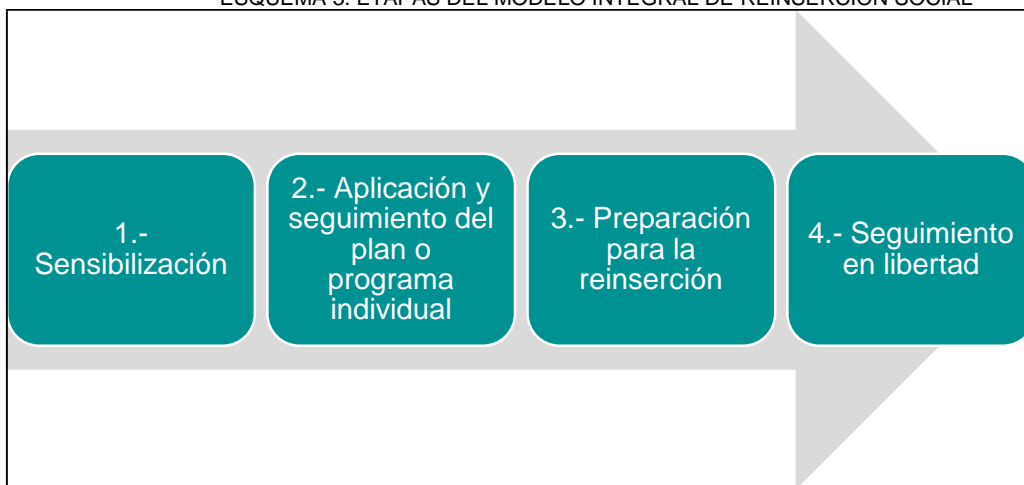 ESQUEMA 3. ETAPAS DEL MODELO INTEGRAL DE REINSERCIÓN SOCIAL
1.-
Sensibilización
2.- Aplicación y
seguimiento del
plan o
programa
individual
3.- Preparación
para la
reinserción
4.- Seguimiento
en libertad